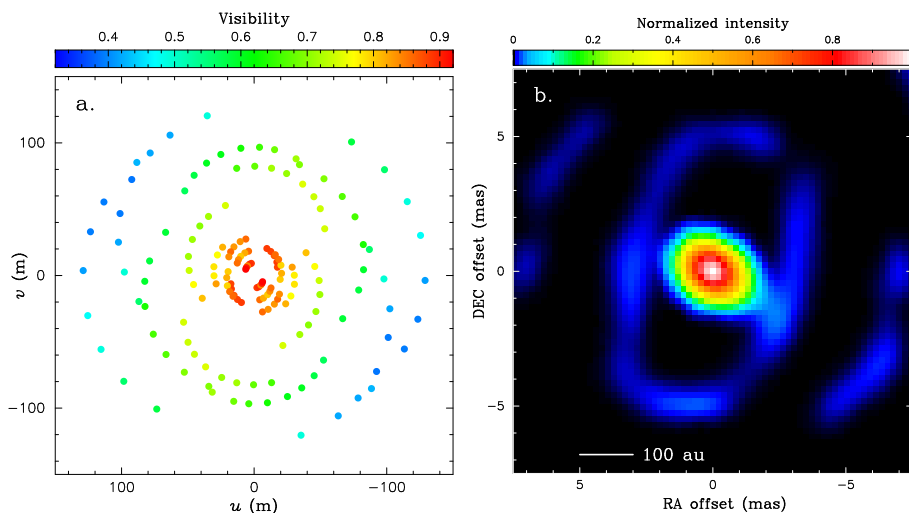 Visibility
0.4 0.5 0.6 0.7 0.8 0.9
a.
100
0
−100
v (m)
100 0 −100
u (m)
Normalized intensity
0 0.2 0.4 0.6 0.8
b.
5
0
−5
DEC offset (mas)
100 au
5 0 −5
RA offset (mas)